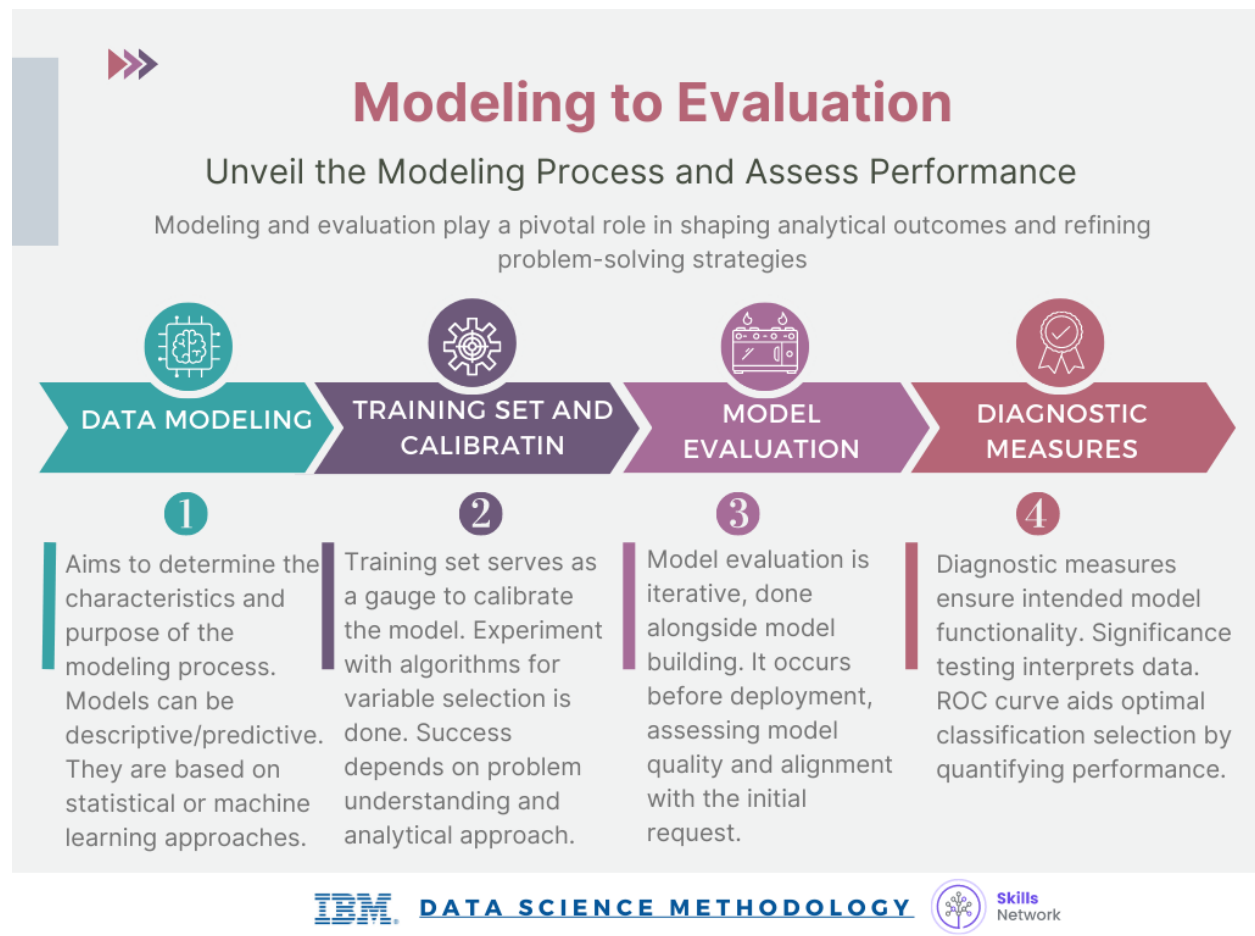 Modeling to Evaluation
Unveil the Modeling Process and Assess Performance
Modeling and evaluation play a pivotal role in shaping analytical outcomes and refining
problem-solving strategies
DATA MODELING
TRAINING SET AND
CALIBRATIN
MODEL
EVALUATION
DIAGNOSTIC
MEASURES
1
Aims to determine the
characteristics and
purpose of the
modeling process.
Models can be
descriptive/predictive.
They are based on
statistical or machine
learning approaches.
2
Training set serves as
a gauge to calibrate
the model. Experiment
with algorithms for
variable selection is
done. Success
depends on problem
understanding and
analytical approach.
3
Model evaluation is
iterative, done
alongside model
building. It occurs
before deployment,
assessing model
quality and alignment
with the initial
request.
4
Diagnostic measures
ensure intended model
functionality. Significance
testing interprets data.
ROC curve aids optimal
classification selection by
quantifying performance.
IBM. DATA SCIENCE METHODOLOGY
Skills
Network